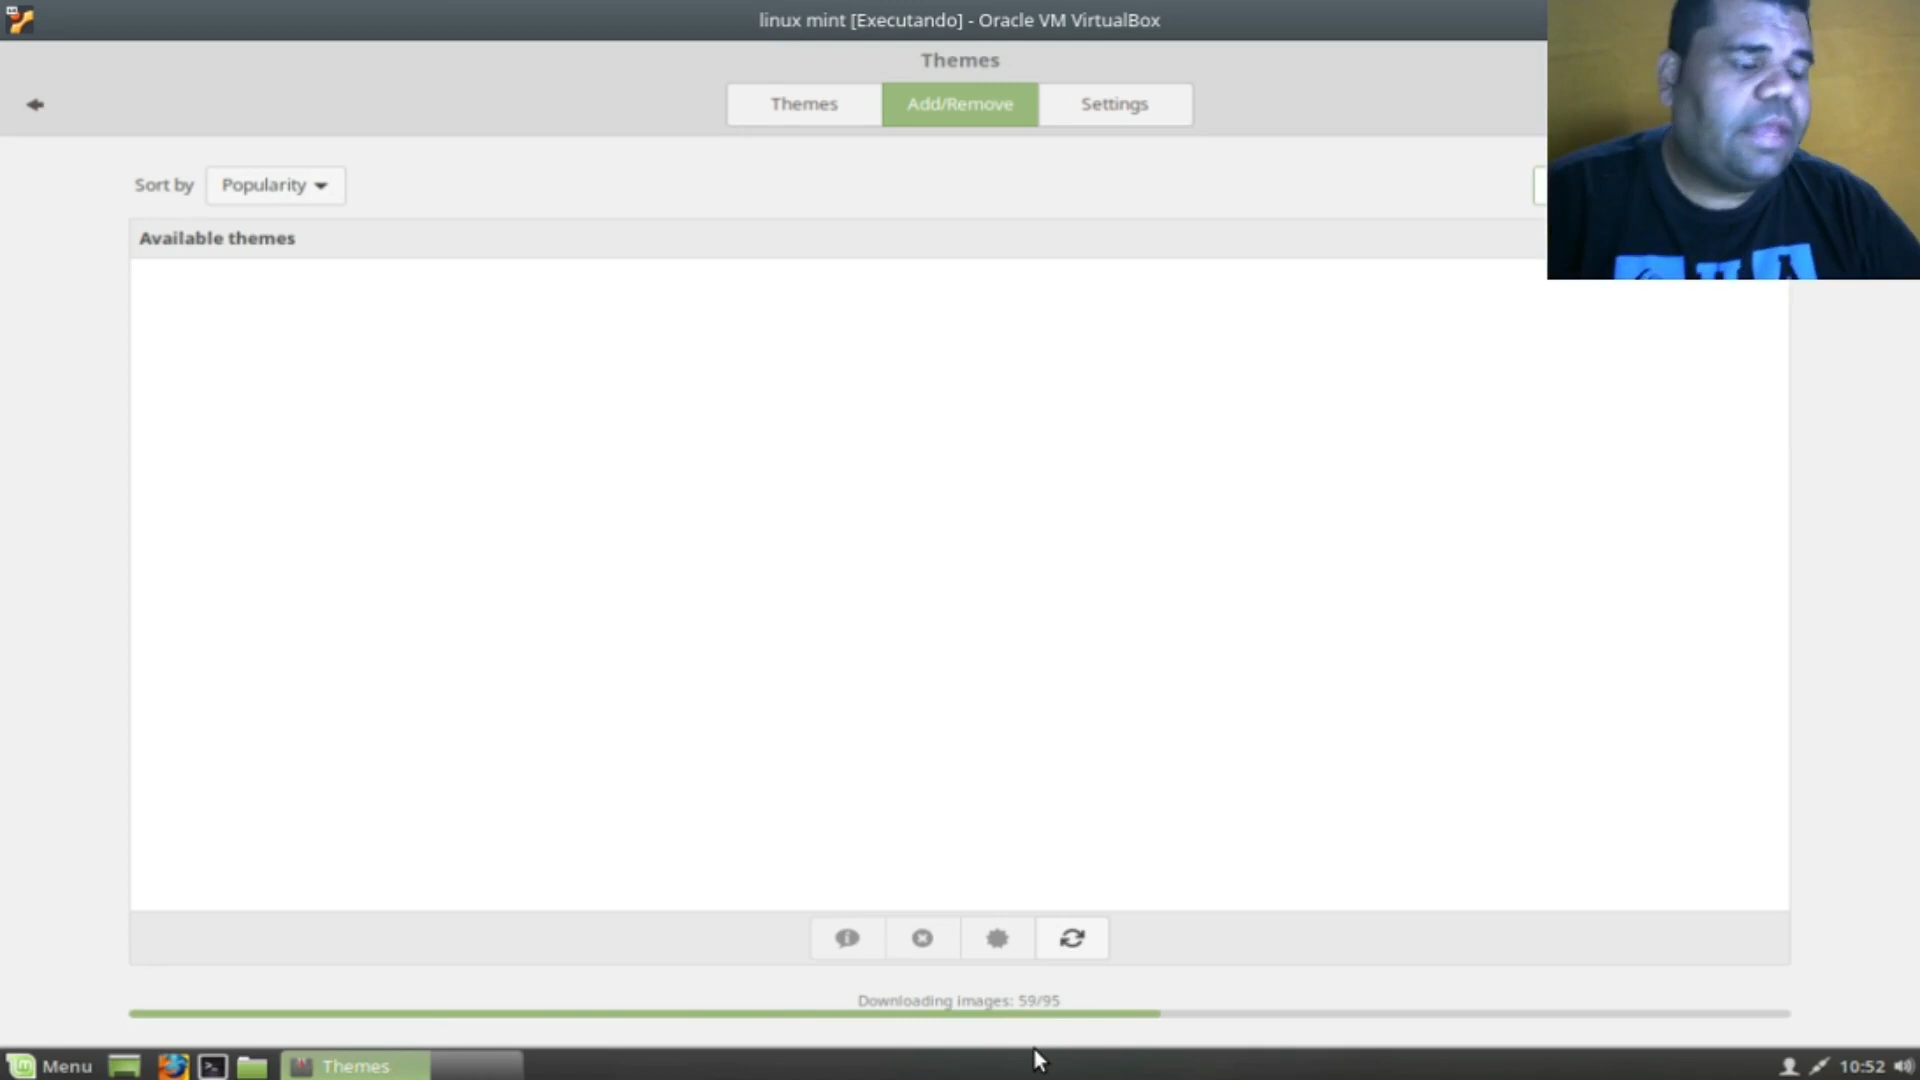 linux mint [Executando] - Oracle VM VirtualBox
Themes
Themes Add/Remove Settings
Sort by Popularity
Available themes
Downloading images: 59/95
Menu Themes 10:52